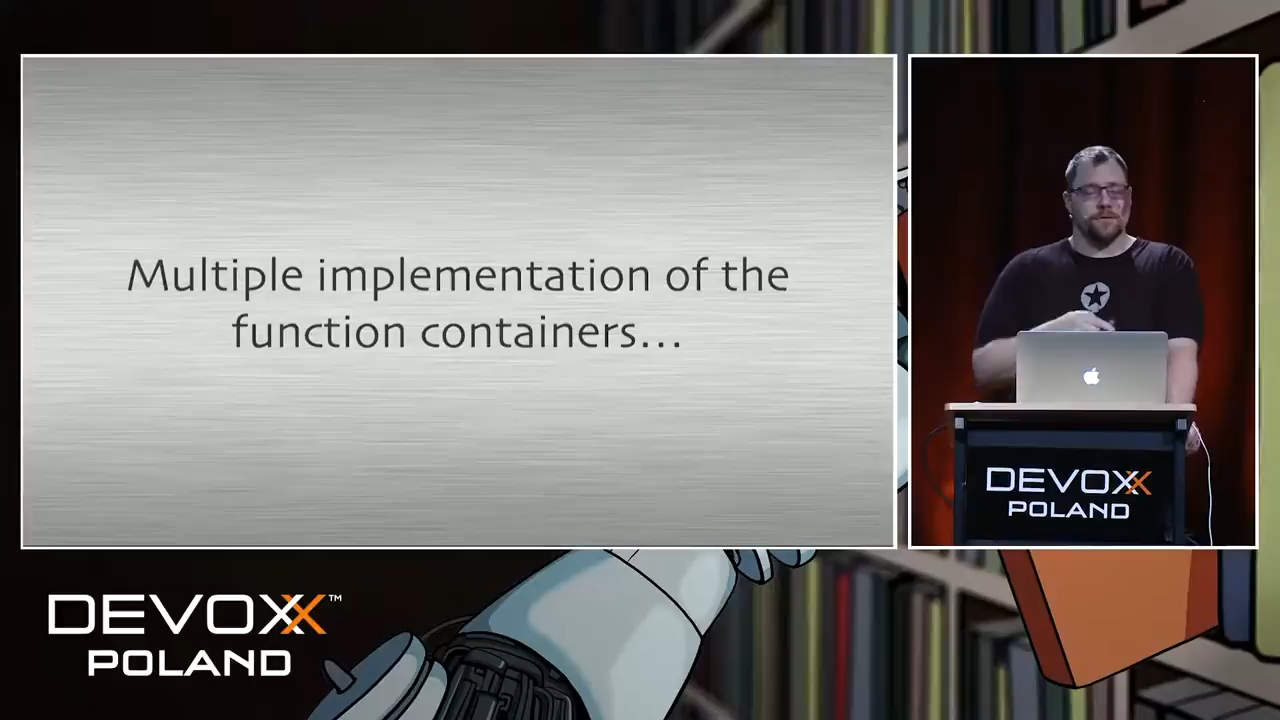 Multiple implementation of the
function containers...
DEVOXX
POLAND
DEVOXX™
POLAND